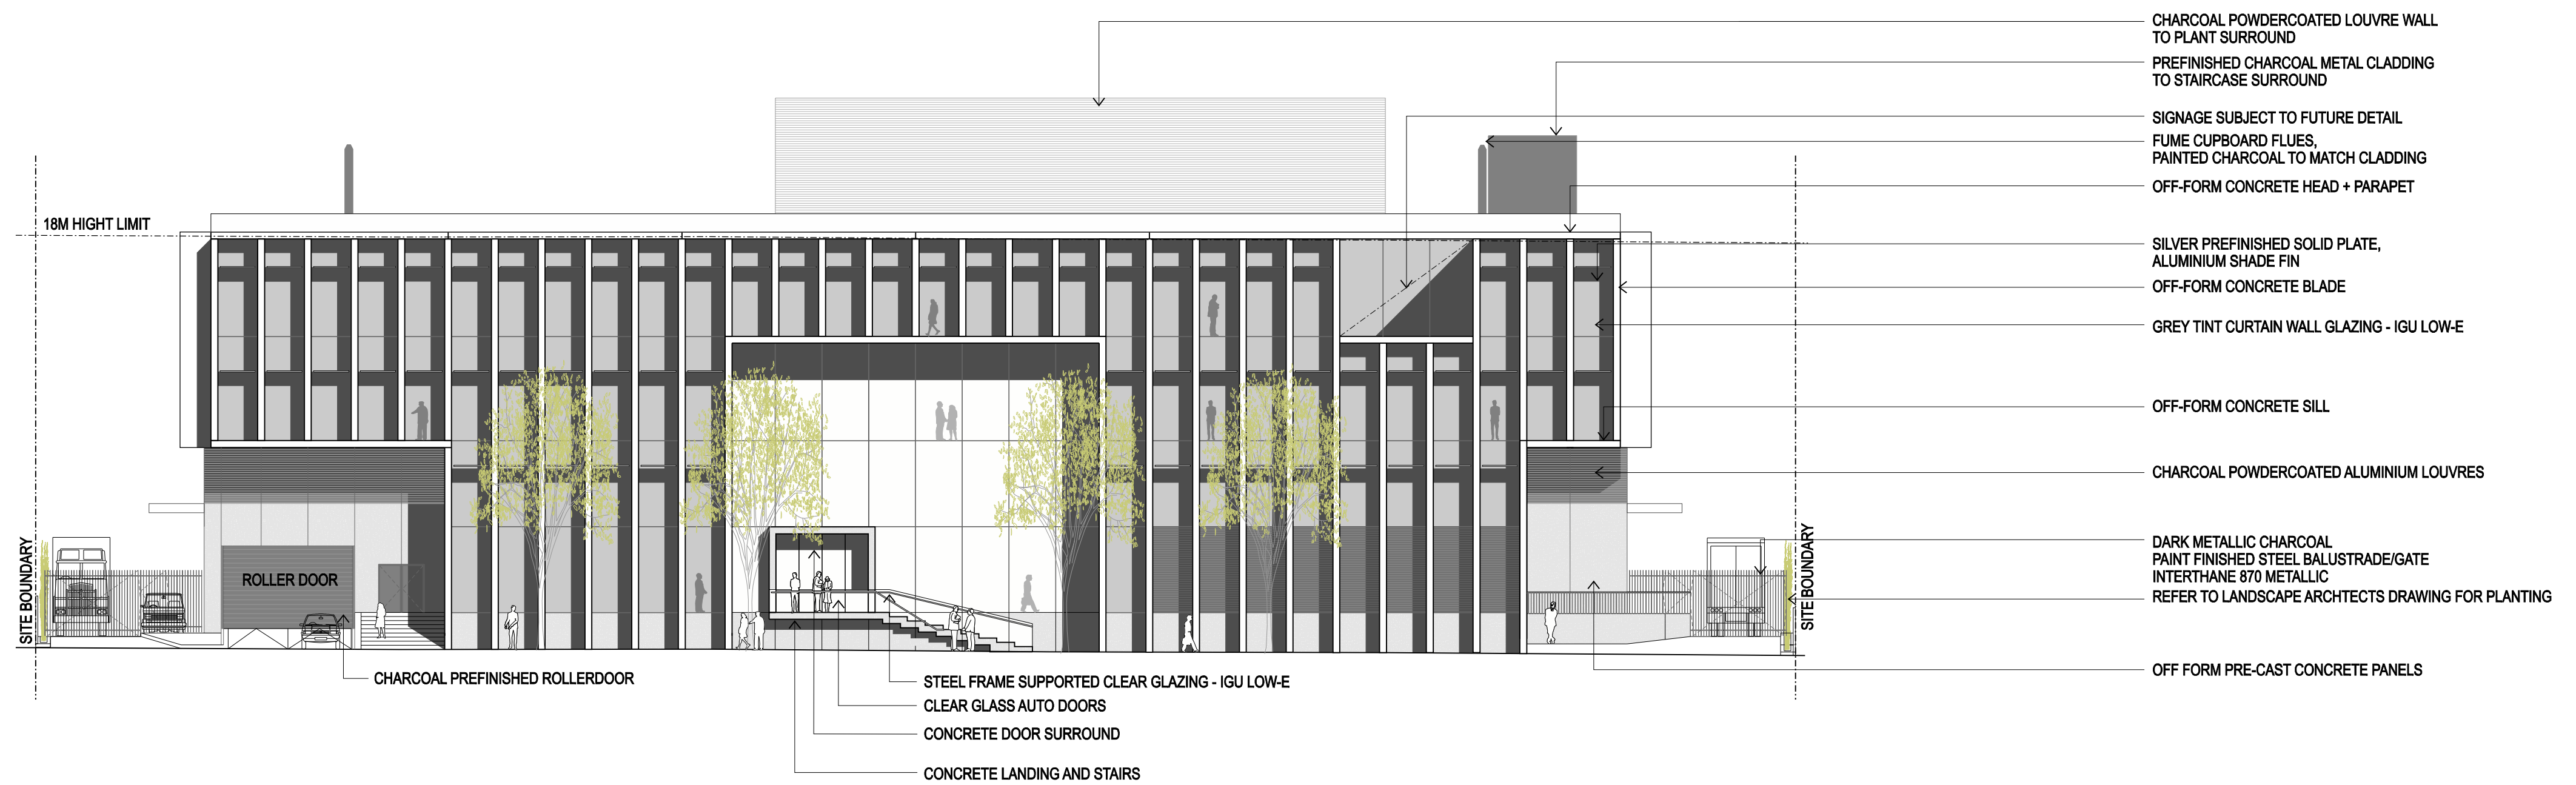 CHARCOAL POWDERCOATED LOUVRE WALL
TO PLANT SURROUND
PREFINISHED CHARCOAL METAL CLADDING
TO STAIRCASE SURROUND
SIGNAGE SUBJECT TO FUTURE DETAIL
FUME CUPBOARD FLUES,
PAINTED CHARCOAL TO MATCH CLADDING
OFF-FORM CONCRETE HEAD + PARAPET
18M HIGHT LIMIT
SILVER PREFINISHED SOLID PLATE,
ALUMINIUM SHADE FIN
OFF-FORM CONCRETE BLADE
GREY TINT CURTAIN WALL GLAZING - IGU LOW-E
OFF-FORM CONCRETE SILL
CHARCOAL POWDERCOATED ALUMINIUM LOUVRES
SITE BOUNDARY
ROLLER DOOR
SITE BOUNDARY
DARK METALLIC CHARCOAL
PAINT FINISHED STEEL BALUSTRADE/GATE
INTERTHANE 870 METALLIC
REFER TO LANDSCAPE ARCHITECTS DRAWING FOR PLANTING
OFF FORM PRE-CAST CONCRETE PANELS
CHARCOAL PREFINISHED ROLLERDOOR
STEEL FRAME SUPPORTED CLEAR GLAZING - IGU LOW-E
CLEAR GLASS AUTO DOORS
CONCRETE DOOR SURROUND
CONCRETE LANDING AND STAIRS